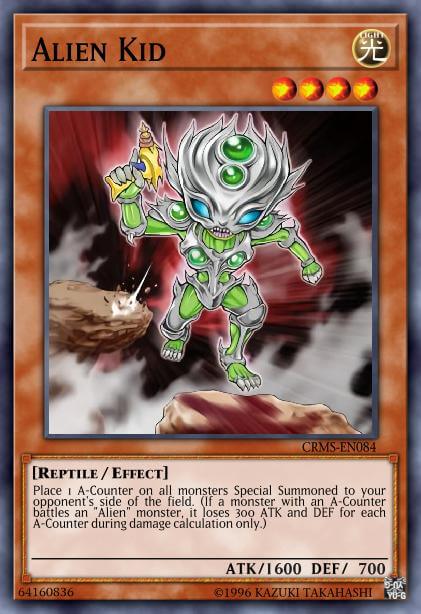 ALIEN KID
LIGHT
光
CRMS-EN084
[REPTILE / EFFECT]
Place 1 A-Counter on all monsters Special Summoned to your
opponent's side of the field. (If a monster with an A-Counter
battles an "Alien" monster, it loses 300 ATK and DEF for each
A-Counter during damage calculation only.)
ATK/1600 DEF/ 700
64160836
©1996 KAZUKI TAKAHASHI